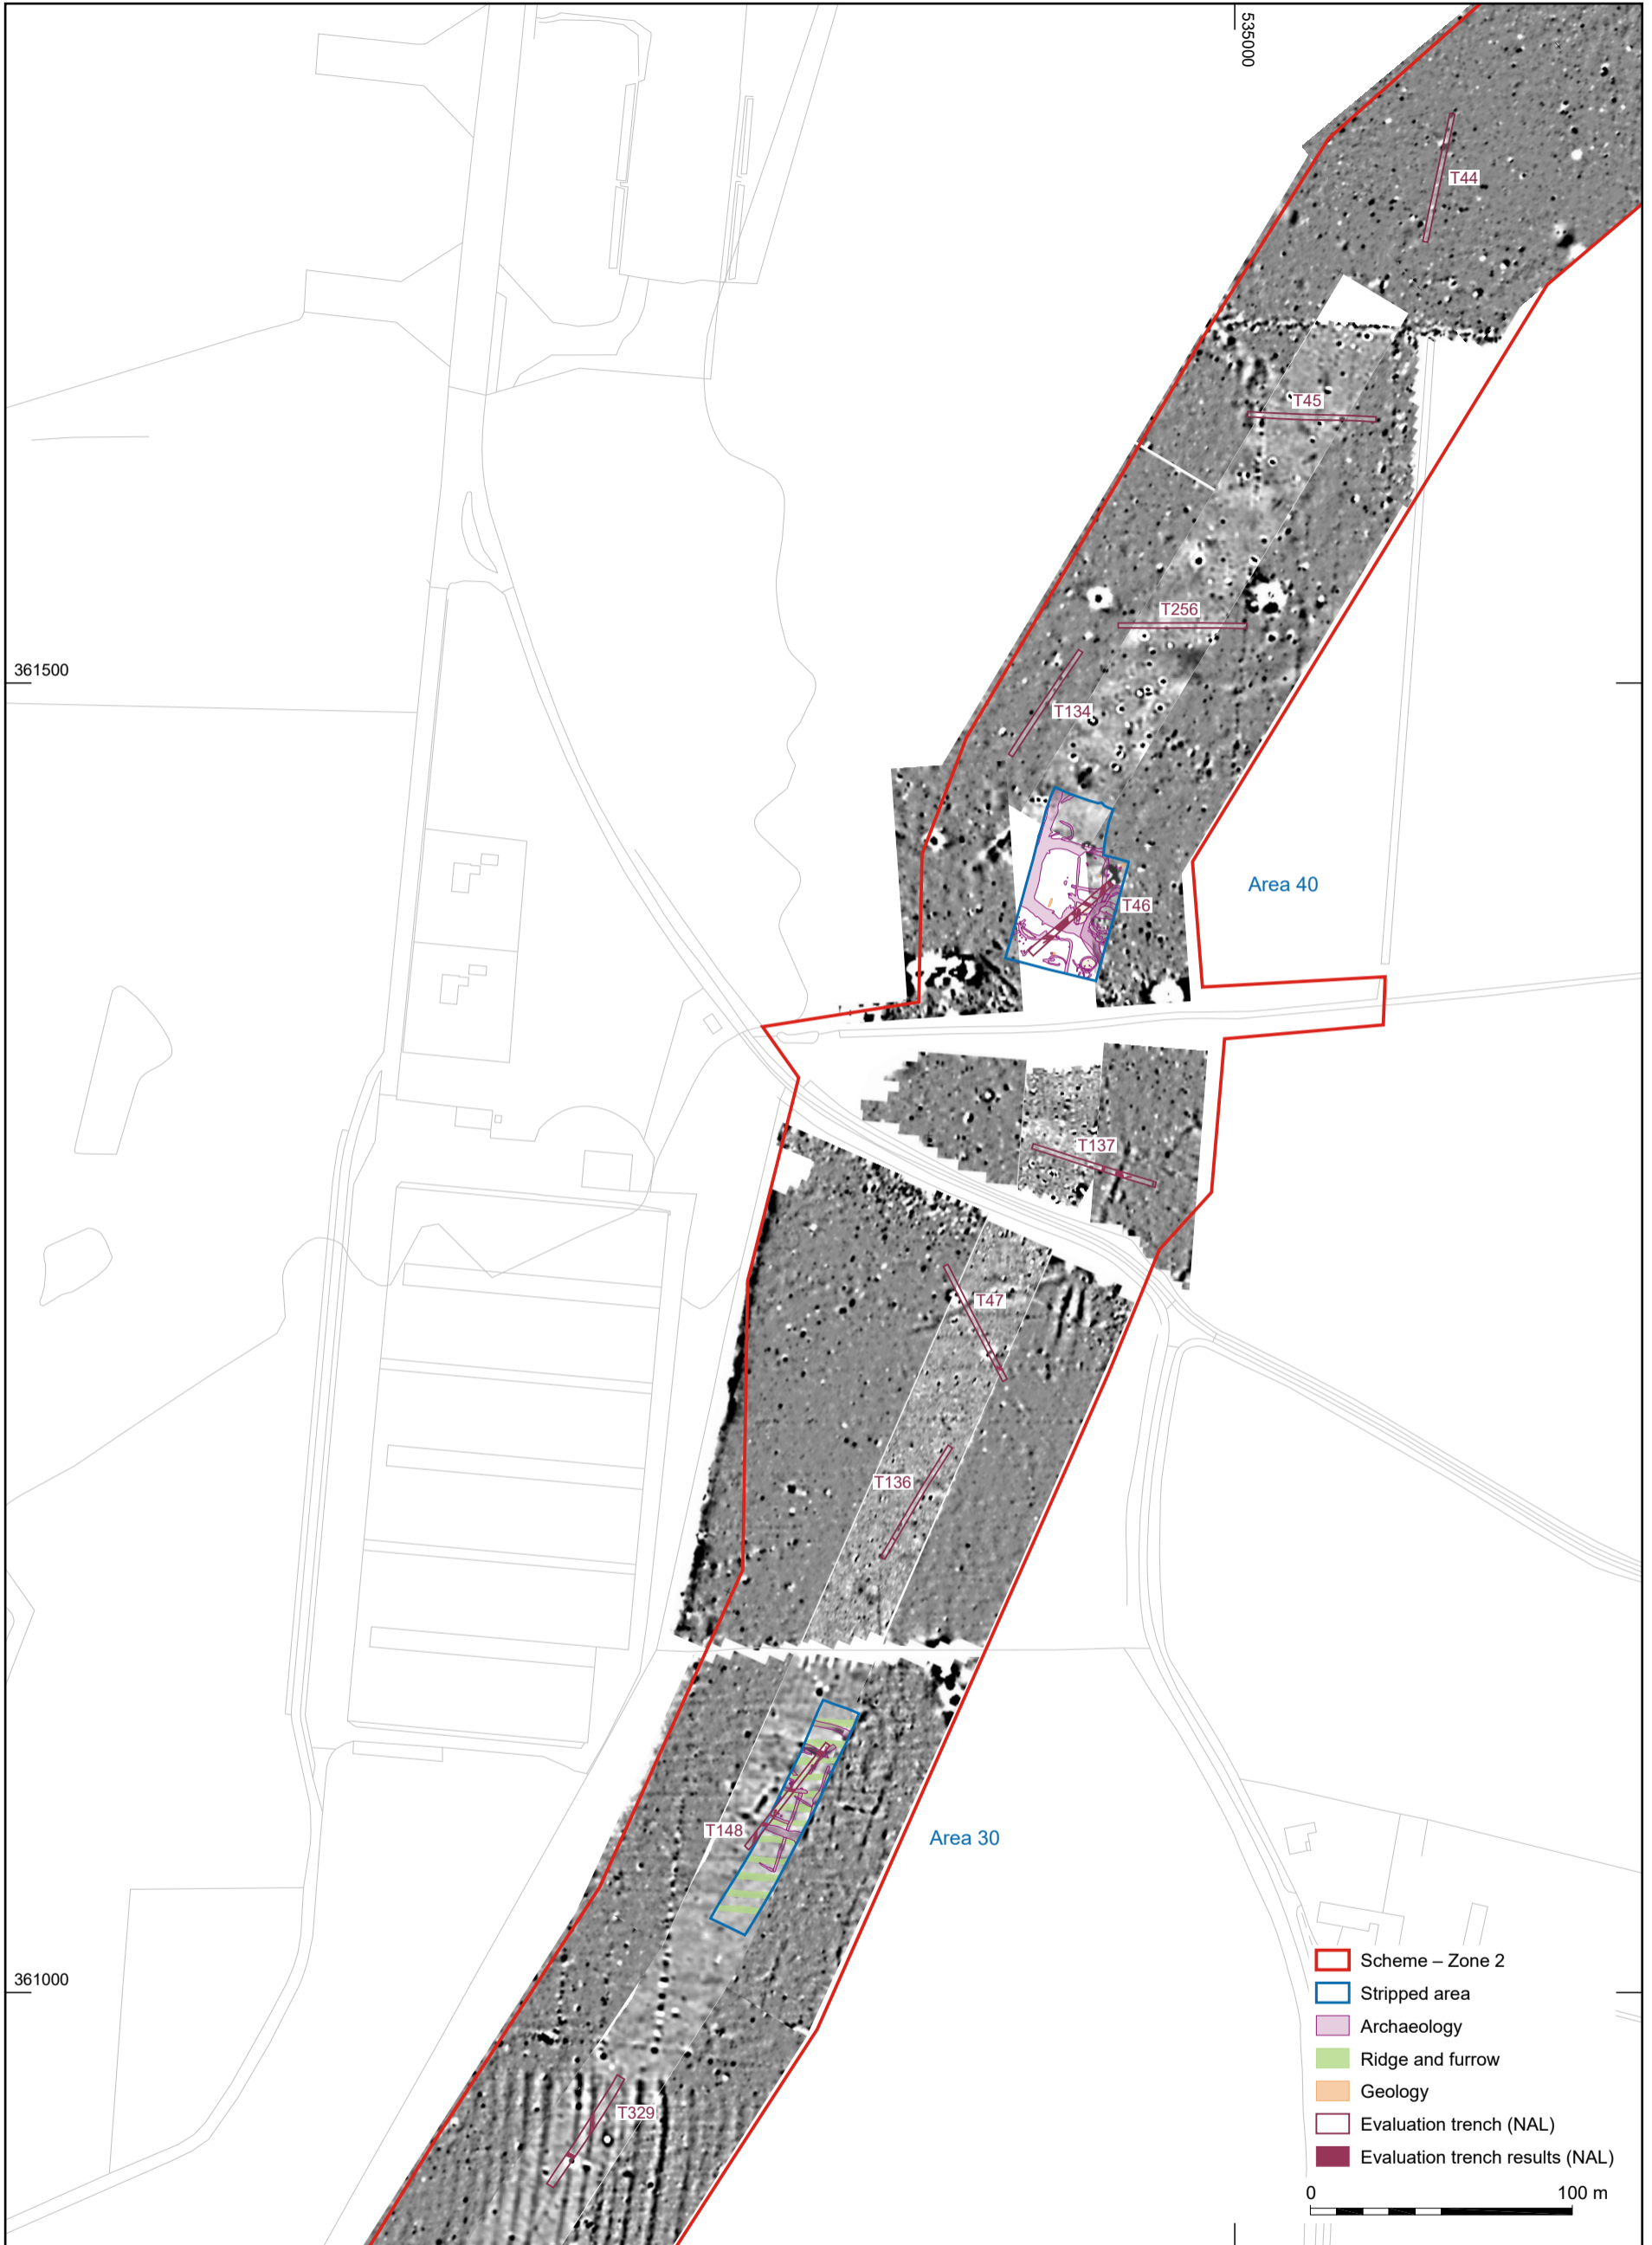 535000
T44
T45
T256
361500
T134
Area 40
T46
T137
T47
T136
T148
Area 30
Scheme – Zone 2
Stripped area
Archaeology
Ridge and furrow
Geology
Evaluation trench (NAL)
Evaluation trench results (NAL)
361000
T329
0 100 m